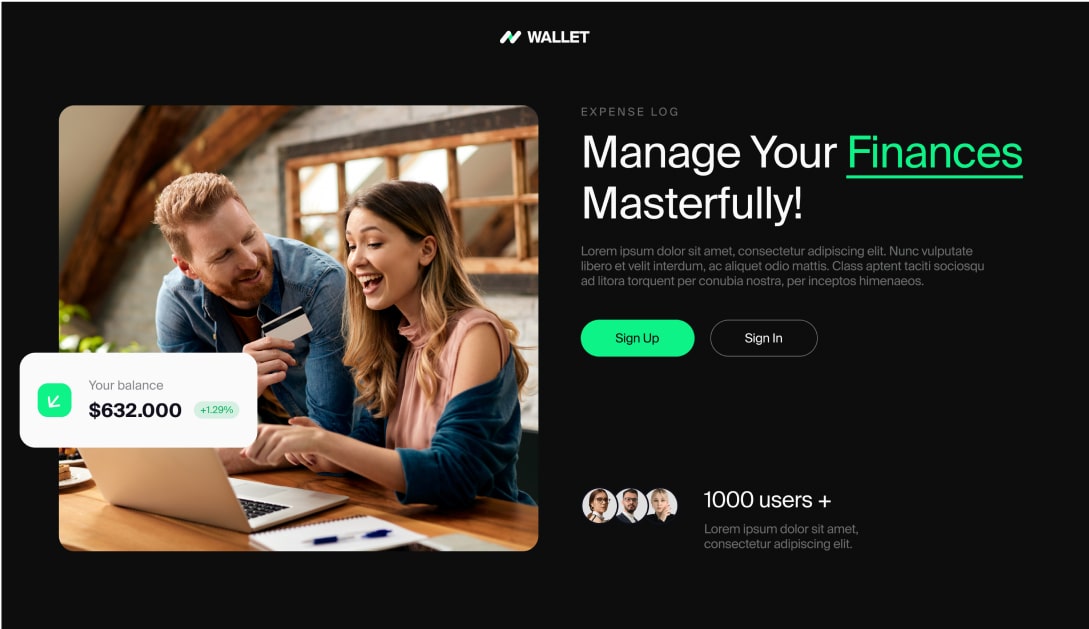 WALLET
EXPENSE LOG
Manage Your Finances
Masterfully!
Lorem ipsum dolor sit amet, consectetur adipiscing elit. Nunc vulputate
libero et velit interdum, ac aliquet odio mattis. Class aptent taciti sociosqu
ad litora torquent per conubia nostra, per inceptos himenaeos.
Sign Up
Sign In
Your balance
$632.000
+1.29%
1000 users +
Lorem ipsum dolor sit amet,
consectetur adipiscing elit.